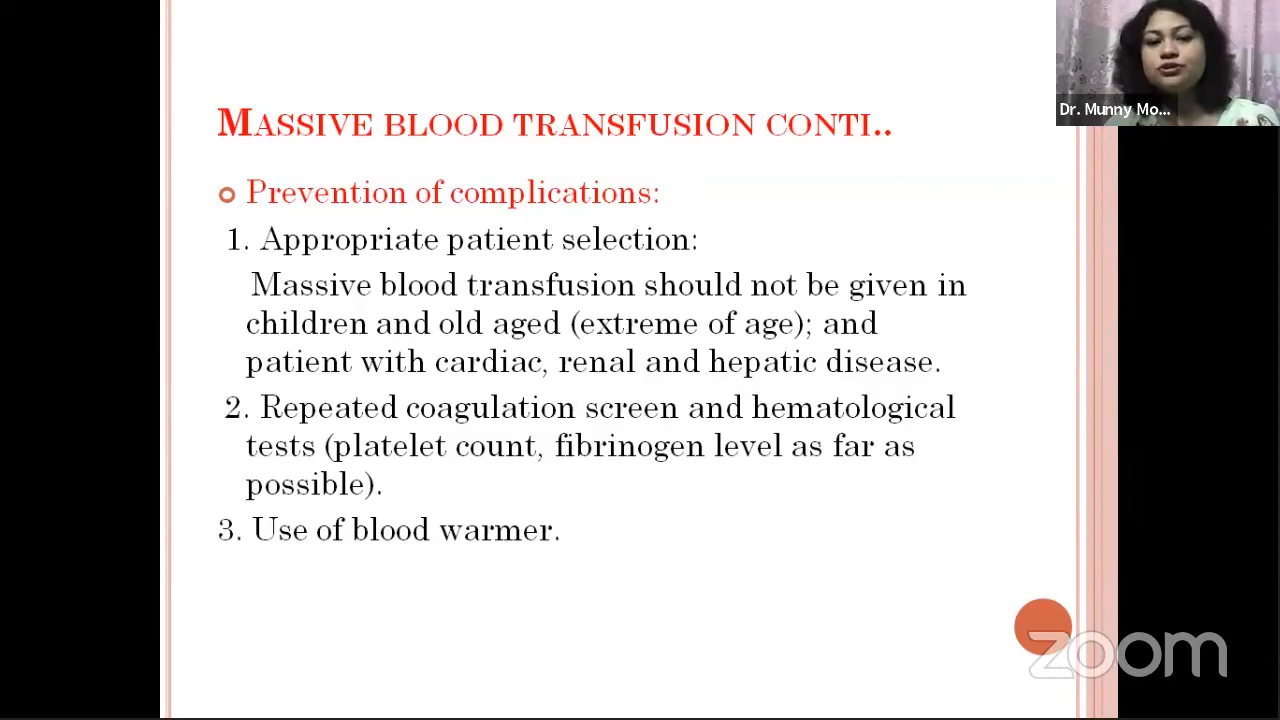 Dr. Munny Mo...
MASSIVE BLOOD TRANSFUSION CONTI..
Prevention of complications:
1. Appropriate patient selection:
Massive blood transfusion should not be given in
children and old aged (extreme of age); and
patient with cardiac, renal and hepatic disease.
2. Repeated coagulation screen and hematological
tests (platelet count, fibrinogen level as far as
possible).
3. Use of blood warmer.
zoom